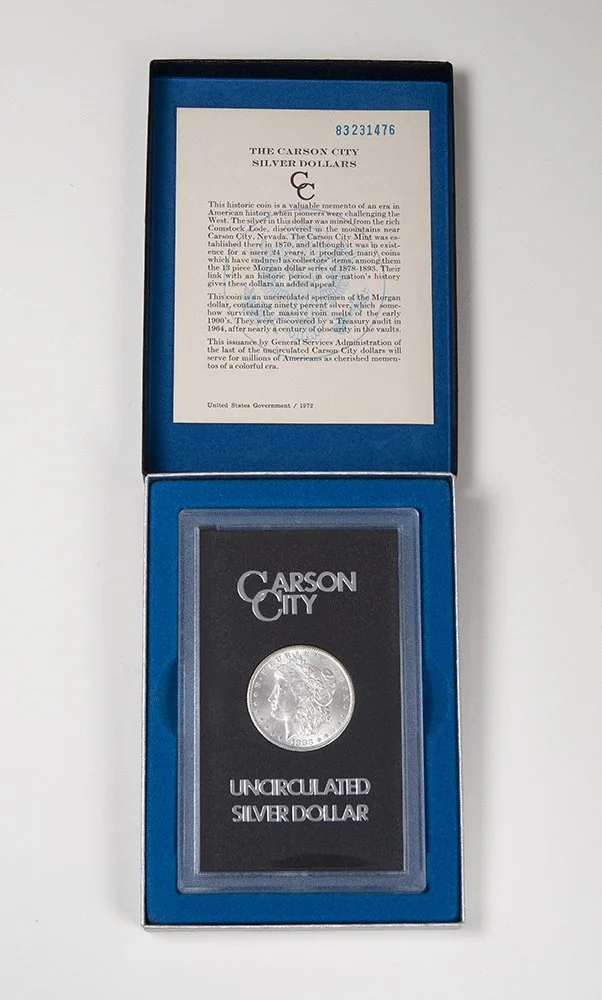 83231476
THE CARSON CITY
SILVER DOLLARS
CC
This historic coin is a valuable memento of an era in
American history when pioneers were challenging the
West. The silver in this dollar was mined from the rich
Comstock Lode, discovered in the mountains near
Carson City, Nevada. The Carson City Mint was es-
tablished there in 1870, and although it was in exist-
ence for a mere 24 years, it produced many coins
which have endured as collectors' items, among them
the 13 piece Morgan dollar series of 1878-1893. Their
link with an historic period in our nation's history
gives these dollars an added appeal.
This coin is an uncirculated specimen of the Morgan
dollar, containing ninety percent silver, which some-
how survived the massive coin melts of the early
1900's. They were discovered by a Treasury audit in
1964, after nearly a century of obscurity in the vaults.
This issuance by General Services Administration of
the last of the uncirculated Carson City dollars will
serve for millions of Americans as cherished memen-
tos of a colorful era.
United States Government / 1972
CARSON
CITY
UNCIRCULATED
SILVER DOLLAR